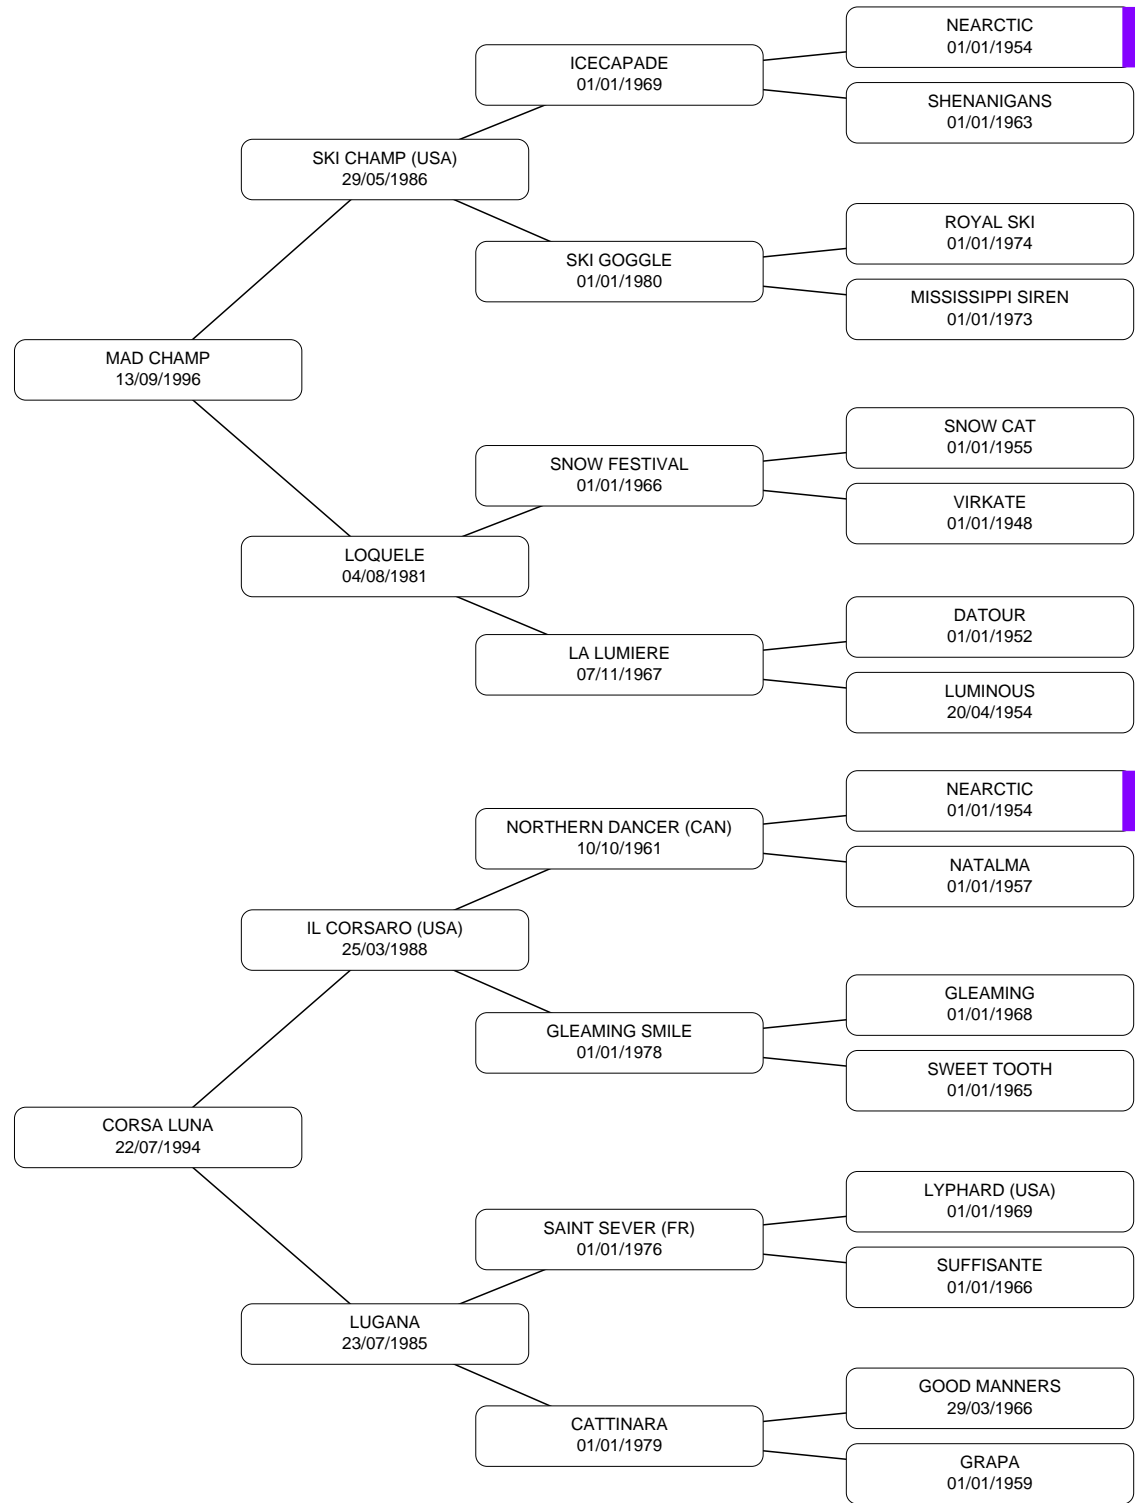 NEARCTIC
01/01/1954
ICECAPADE
01/01/1969
SHENANIGANS
01/01/1963
SKI CHAMP (USA)
29/05/1986
ROYAL SKI
01/01/1974
SKI GOGGLE
01/01/1980
MISSISSIPPI SIREN
01/01/1973
MAD CHAMP
13/09/1996
SNOW CAT
01/01/1955
SNOW FESTIVAL
01/01/1966
VIRKATE
01/01/1948
LOQUELE
04/08/1981
DATOUR
01/01/1952
LA LUMIERE
07/11/1967
LUMINOUS
20/04/1954
NEARCTIC
01/01/1954
NORTHERN DANCER (CAN)
10/10/1961
NATALMA
01/01/1957
IL CORSARO (USA)
25/03/1988
GLEAMING
01/01/1968
GLEAMING SMILE
01/01/1978
SWEET TOOTH
01/01/1965
CORSA LUNA
22/07/1994
LYPHARD (USA)
01/01/1969
SAINT SEVER (FR)
01/01/1976
SUFFISANTE
01/01/1966
LUGANA
23/07/1985
GOOD MANNERS
29/03/1966
CATTINARA
01/01/1979
GRAPA
01/01/1959